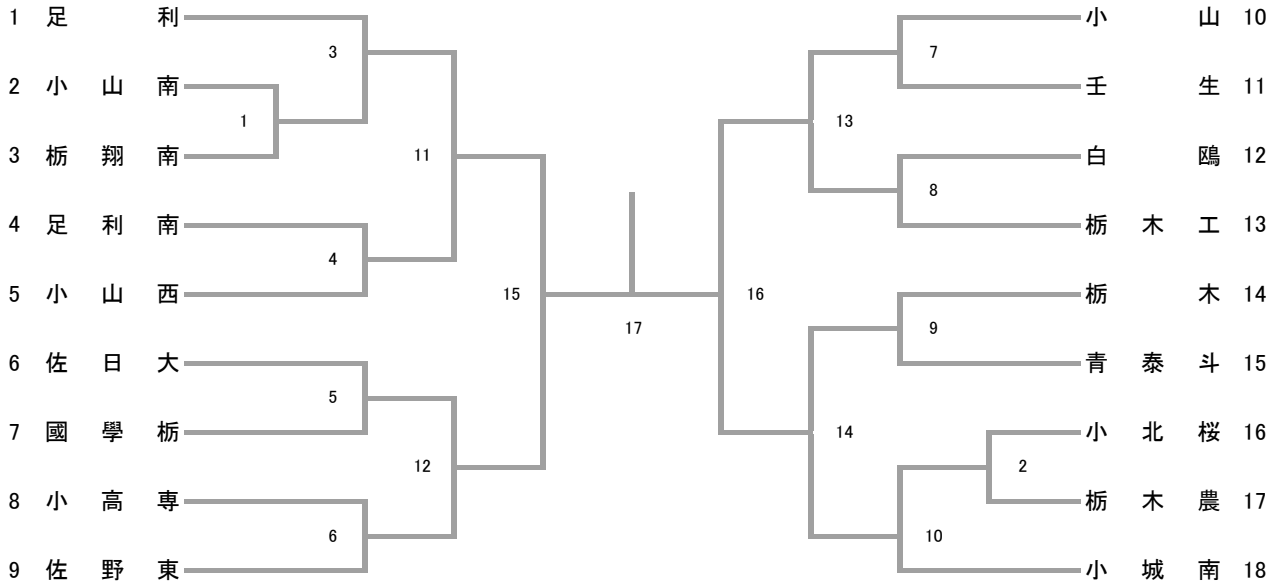 1 足利
2 小山南
3 栃翔南
4 足利南
5 小山西
6 佐日大
7 國學栃
8 小高専
9 佐野東
3
1
11
4
15
5
12
6
17
小山 10
壬生 11
白鴎 12
栃木工 13
栃木 14
青泰斗 15
小北桜 16
栃木農 17
小城南 18
7
13
8
16
9
14
2
10